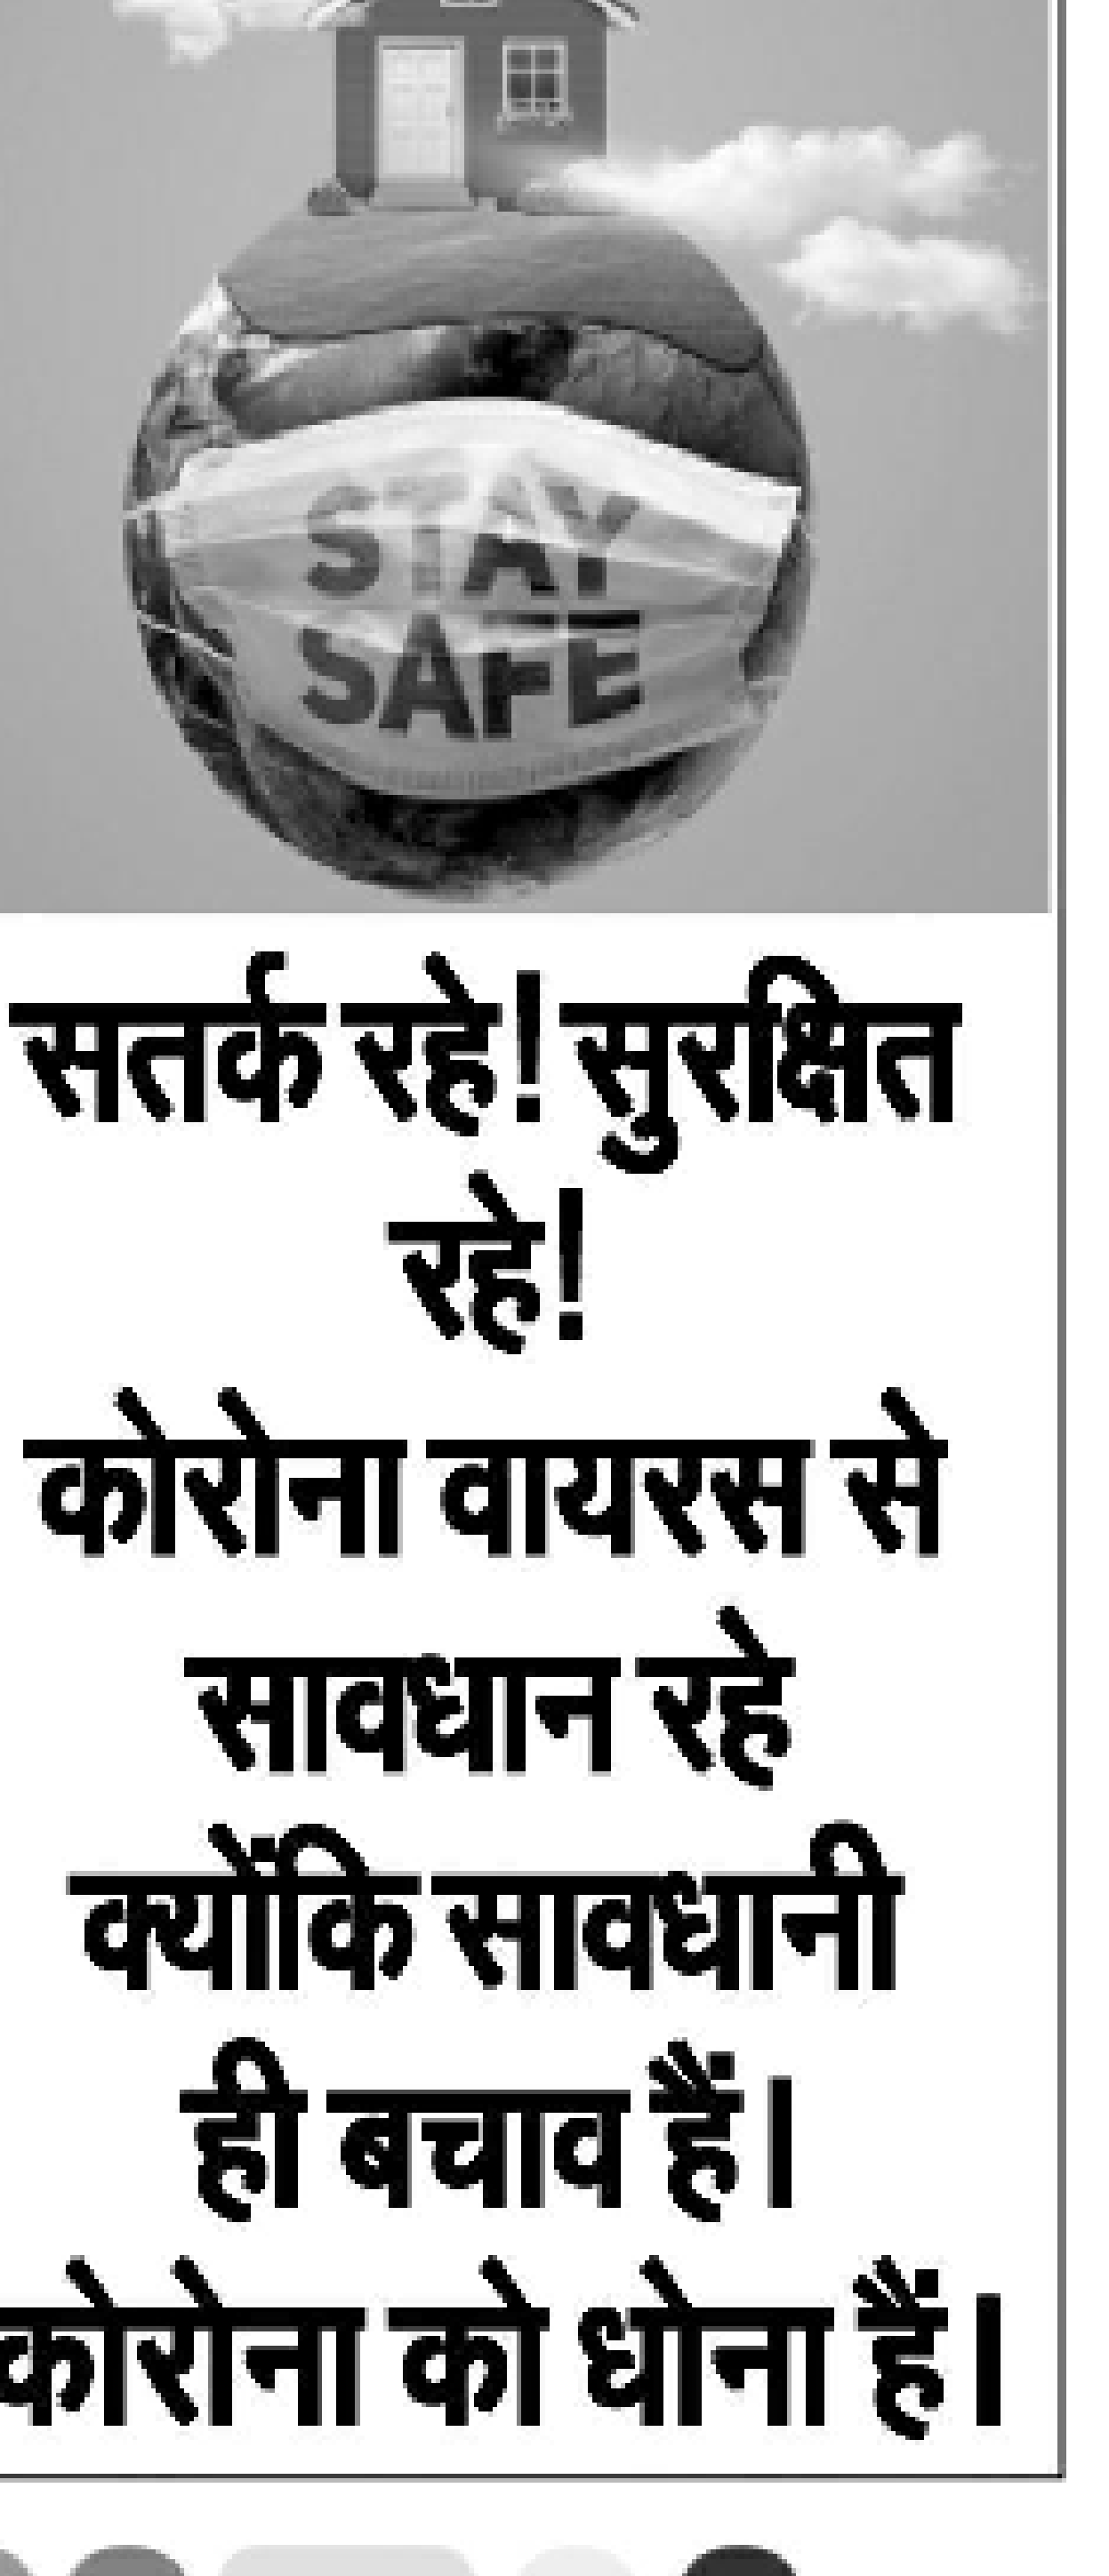 STAY
SAFE
सतर्क रहे! सुरक्षित
रहे!
कोरोना वायरस से
सावधान रहे
क्योंकि सावधानी
ही बचाव हैं।
कोरोना को धोना हैं।